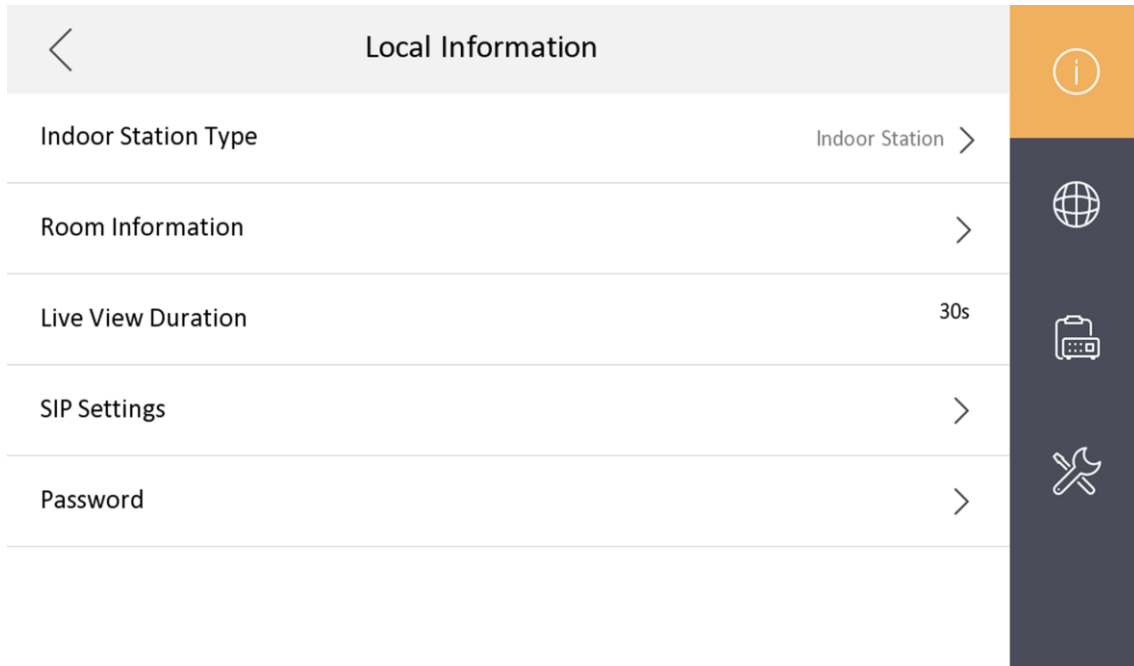 Local Information
Indoor Station Type
Indoor Station
Room Information
Live View Duration
30s
SIP Settings
Password